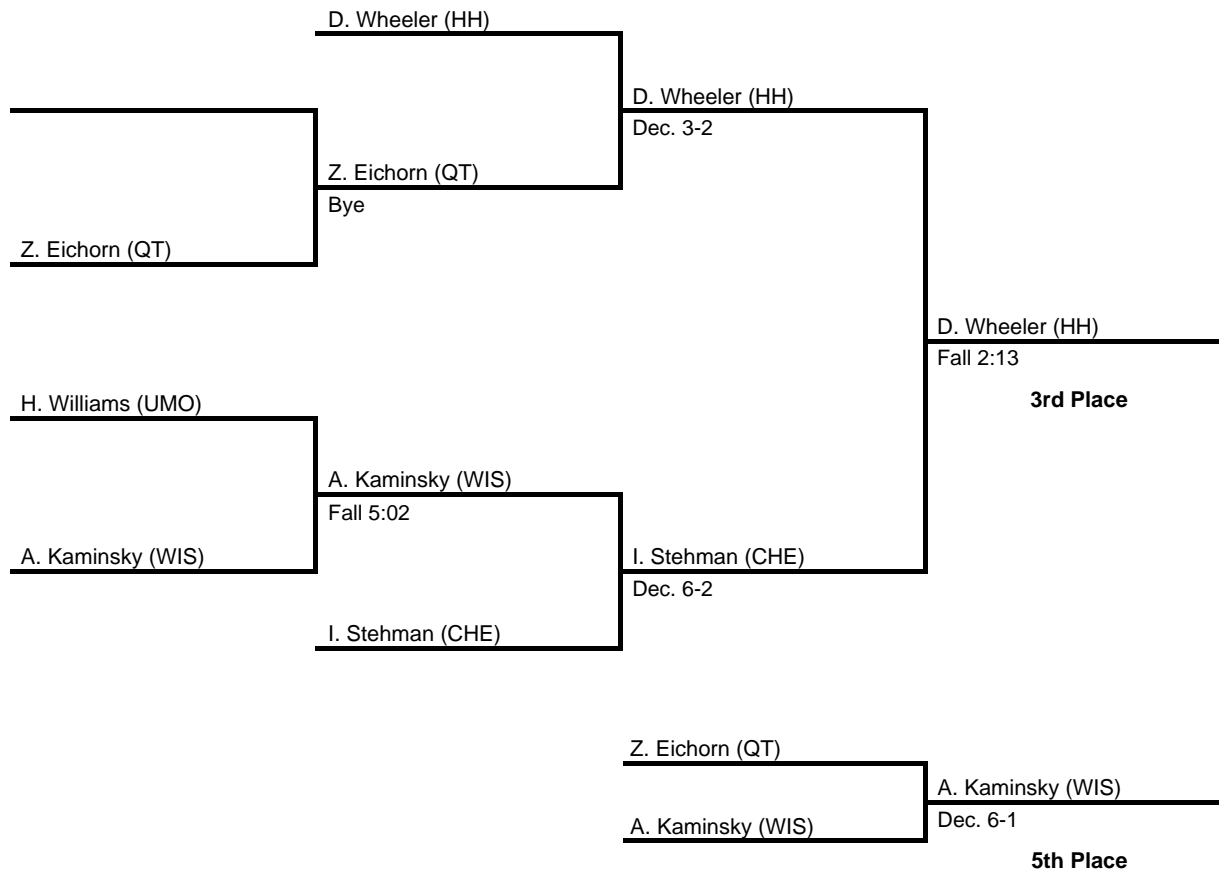 D. Wheeler (HH)
D. Wheeler (HH)
Dec. 3-2
Z. Eichorn (QT)
Bye
Z. Eichorn (QT)
D. Wheeler (HH)
Fall 2:13
3rd Place
H. Williams (UMO)
A. Kaminsky (WIS)
Fall 5:02
A. Kaminsky (WIS)
I. Stehman (CHE)
Dec. 6-2
I. Stehman (CHE)
Z. Eichorn (QT)
A. Kaminsky (WIS)
Dec. 6-1
A. Kaminsky (WIS)
5th Place